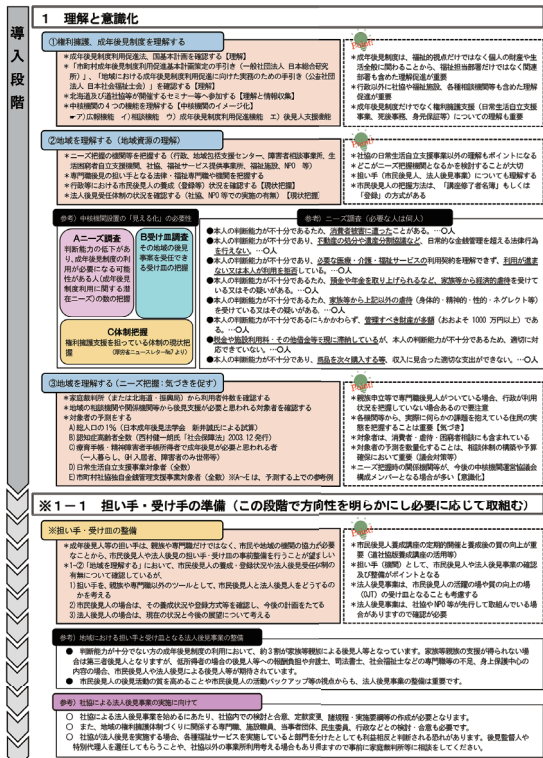 導入段階
1 理解と意識化
①権利擁護、成年後見制度を理解する
＊成年後見制度利用促進法、国基本計画を確認する【理解】
＊「市町村成年後見制度利用促進基本計画策定の手引き（一般社団法人 日本総合研究
所）」、「地域における成年後見制度利用促進に向けた実務のための手引き（公益社団
法人 日本社会福祉士会）」を確認する【理解】
＊北海道及び道社協等が開催するセミナー等へ参加する【理解と情報収集】
＊中核機関の4つの機能を理解する【中核機関のイメージ化】
☛ア)広報機能 イ)相談機能 ウ)成年後見制度利用促進機能 エ)後見人支援機能
Point!
＊成年後見制度は、福祉的視点だけではなく個人の財産や生
活全般に関わることから、福祉担当部署だけではなく関連
部署も含めた理解促進が重要
＊行政以外に社協や福祉施設、各種相談機関等も含めた理解
促進が重要
＊成年後見制度だけでなく権利擁護支援（日常生活自立支援
事業、死後事務、身元保証等）についての理解も重要
②地域を理解する（地域資源の理解）
＊ニーズ把握の機関等を把握する（行政、地域包括支援センター、障害者相談事業所、生
活困窮者自立支援機関、社協、福祉サービス提供事業所、福祉施設、NPO 等）
＊専門職後見の担い手となる法律・福祉専門職や機関を把握する
＊行政等における市民後見人の養成（登録等）状況を確認する【現状把握】
＊法人後見受任体制の状況を確認する（社協、NPO 等での実施の有無）【現状把握】
Point!
＊社協の日常生活自立支援事業以外の理解もポイントになる
＊どこがニーズ把握機関となるかを検討することが大切
＊担い手（市民後見人、法人後見事業）についても理解する
＊市民後見人の把握方法は、「講座修了者名簿」もしくは
「登録」の方式がある
参考）中核機関設置の「見える化」の必要性
Aニーズ調査
判断能力の低下があ
り、成年後見制度の利
用が必要になる可能性
がある人（成年後見制
度利用に関する潜
在ニーズ）の数の把握
B受け皿調査
その地域の後見
事案を受任でき
る受け皿の把握
C体制把握
権利擁護支援を担っている体制の現状把握
（厚労省ニュースレターNo7より）
参考）ニーズ調査（必要な人は何人）
●本人の判断能力が不十分であるため、消費者被害に遭ったことがある。…〇人
●本人の判断能力が不十分であり、不動産の処分や遺産分割協議など、日常的な金銭管理を超える法律行為
を行えない。…〇人
●本人の判断能力が不十分であり、必要な医療・介護・福祉サービスの利用契約を理解できず、利用が進ま
ない又は本人が利用を拒否している。…〇人
●本人の判断能力が不十分であるため、預金や年金を取り上げられるなど、家族等から経済的虐待を受けて
いる又はその疑いがある。…〇人
●本人の判断能力が不十分であるため、家族等から上記以外の虐待（身体的・精神的・性的・ネグレクト等）
を受けている又はその疑いがある。…〇人
●本人の判断能力が不十分であるにもかかわらず、管理すべき財産が多額（おおよそ 1000 万円以上）であ
る。…〇人
●税金や施設利用料・その他借金等で現に滞納しているが、本人の判断能力が不十分であるため、適切に対
応できていない。…〇人
●本人の判断能力が不十分であり、商品を次々購入する等、収入に見合った適切な支出ができない。…〇人
③地域を理解する（ニーズ把握：気づきを促す）
＊家庭裁判所（または北海道・振興局）から利用者件数を確認する
＊地域の相談機関や関係機関等から後見支援が必要と思われる対象者を確認する
＊対象者の予測をする
A)総人口の1%（日本成年後見法学会 新井誠氏による試算）
B)認知症高齢者全数（西村健一郎氏「社会保障法」2003.12 発行）
C)療育手帳・精神障害者手帳所得者で成年後見が必要と思われる者
（一人暮らし、併入居者、障害者のみ世帯等）
D)日常生活自立支援事業対象者（全数）
E)市町村社協独自金銭管理支援事業対象者（全数）※A～Eは、予測する上での参考例
Point!
＊親族申立等で専門職後見人がついている場合、行政が利用
状況を把握していない場合あるので要注意
＊各機関等から、実際に何らかの課題を抱えている住民の実
態を把握することは重要【気づき】
＊対象者は、消費者・虐待・困窮者相談にも含まれている
＊対象者の予測を数量化することは、相談体制の構築や予算
確保において重要（議会対策等）
＊ニーズ把握時の関係機関等が、今後の中核機関運営協議会
構成メンバーとなる場合が多い【意識化】
※1－1 担い手・受け手の準備（この段階で方向性を明らかにし必要に応じて取組む）
※担い手・受け皿の整備
＊成年後見人等の担い手は、親族や専門職だけではなく、市民や地域の機関の協力が必要
なことから、市民後見人や法人後見の担い手・受け皿の事前整備を行うことが望ましい
＊1-②「地域を理解する」において、市民後見人の養成・登録状況や法人後見受任体制の
有無について確認しているが、
1)担い手を、親族や専門職以外のツールとして、市民後見人と法人後見人をどうするの
かを考える
2)市民後見人の場合は、その養成状況や登録方式等を確認し、今後の計画をたてる
3)法人後見人の場合は、現在の状況と今後の展望について考える
Point!
＊市民後見人養成講座の定期的開催と養成後の質の向上が重
要（道社協版養成講座の活用等）
＊担い手（機関）として、市民後見人や法人後見事業の確認
及び整備がポイントとなる
＊法人後見事業は、市民後見人の活躍の場や質の向上の場
（OJT）の受け皿となることも考慮する
＊法人後見事業は、社協やNPO等が先行して取組んでいる場
合がありますので確認が必要
参考）地域における担い手と受け皿となる法人後見事業の整備
● 判断能力が十分でない方の成年後見制度の利用において、約3割が家族等親族による後見人等となっています。家族等親族の支援が得られない場
合は第三者後見人となりますが、低所得者の場合の後見人等への報酬負担や弁護士、司法書士、社会福祉士などの専門職等の不足、身上保護中心の
内容の場合、市民後見人や法人後見による後見人等が期待されています。
● 市民後見人の後見活動の質を高めることや市民後見人の活動バックアップ等の視点からも、法人後見事業の整備は重要です。
参考）社協による法人後見事業の実施に向けて
〇 社協による法人後見事業を始めるにあたり、社協内での検討と合意、定款変更、諸規程・実施要綱等の作成が必要となります。
〇 また、地域の権利擁護体制づくりに関係する専門職、施設職員、当事者団体、民生委員、行政などとの検討・合意も必要です。
〇 社協が法人後見を実施する場合、各種福祉サービスを実施していると部門を分けたとしても利益相反と判断される恐れがあります。後見監督人や
特別代理人を選任してもらうことや、社協以外の事業所利用考える場合もあり得ますので事前に家庭裁判所等に相談をしてください。